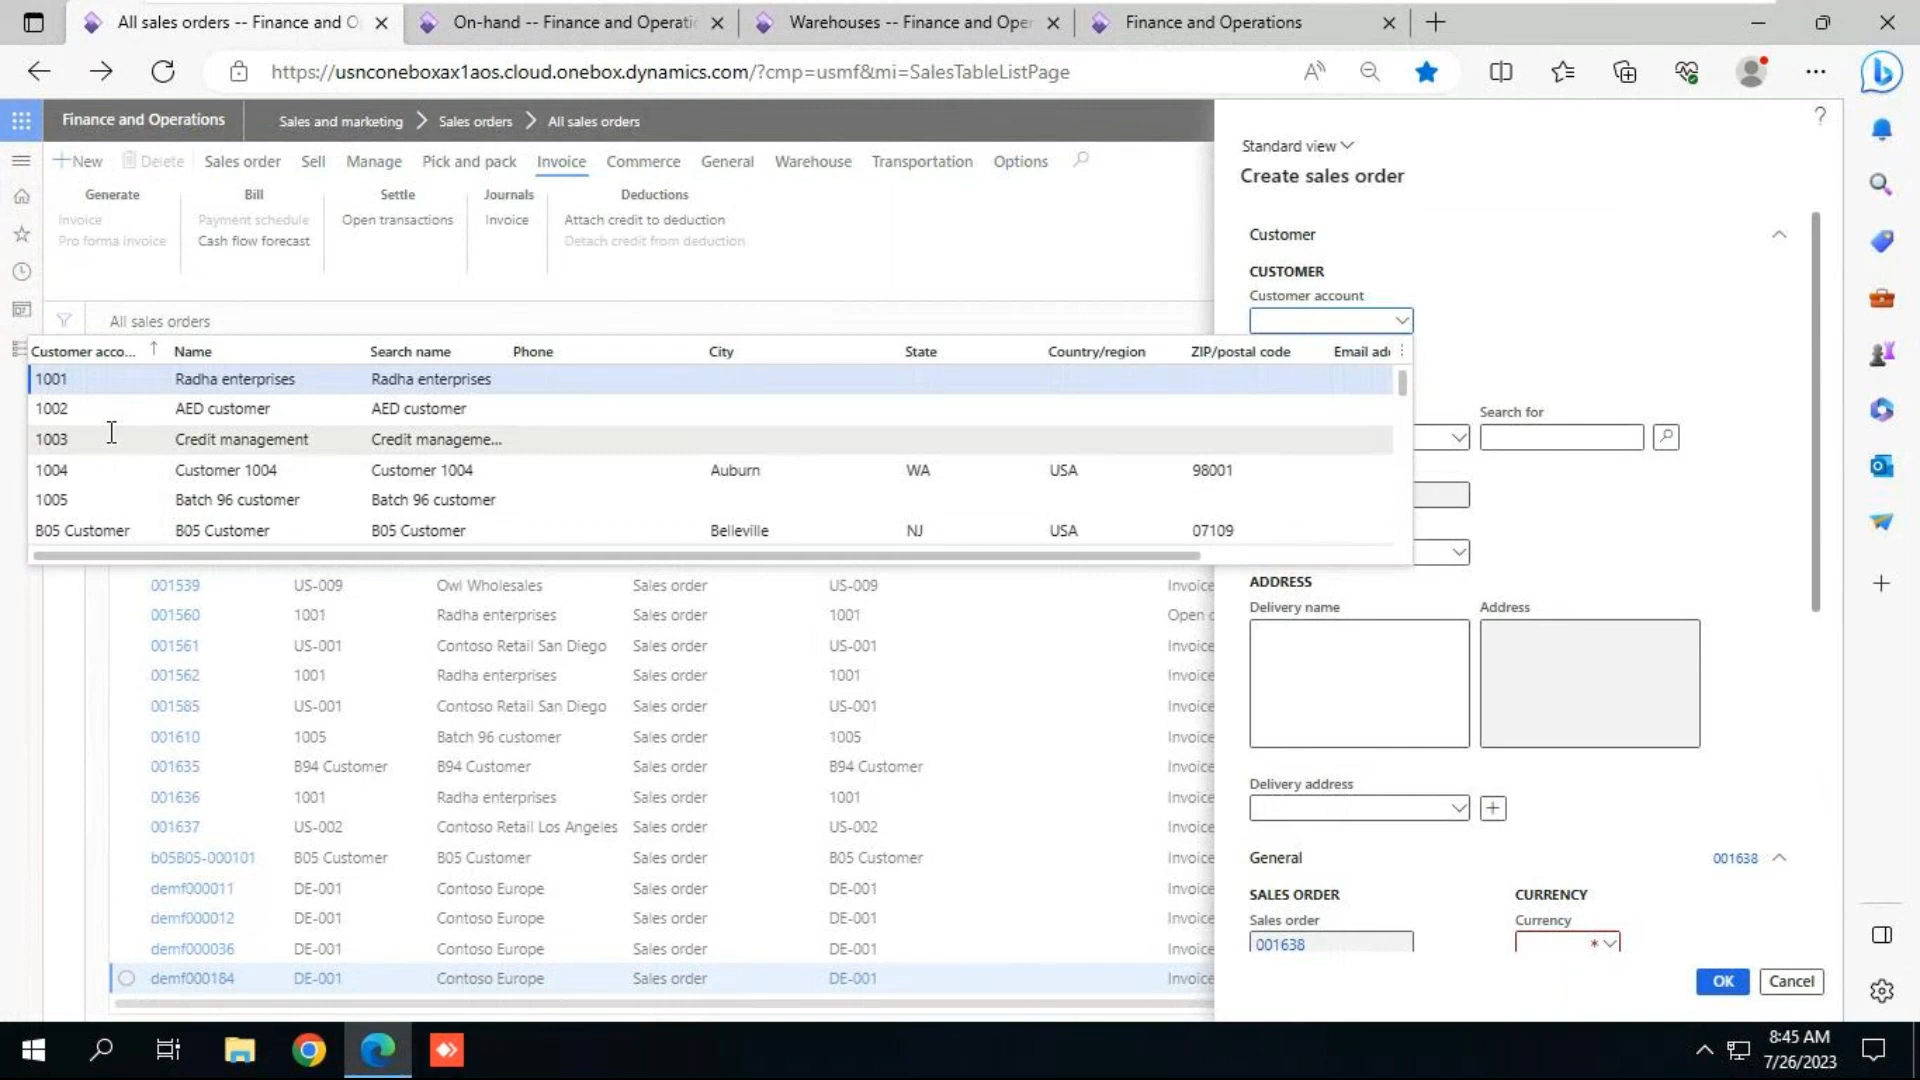 All sales orders -- Finance and O
On-hand -- Finance and Operatio
Warehouses -- Finance and Oper
Finance and Operations
https://usnconeboxax1aos.cloud.onebox.dynamics.com/?cmp=usmf&mi=SalesTableListPage
Finance and Operations
Sales and marketing > Sales orders > All sales orders
?
Standard view
Create sales order
New Delete Sales order Sell Manage Pick and pack Invoice Commerce General Warehouse Transportation Options
Generate Bill Settle Journals Deductions
Invoice Payment schedule Open transactions Invoice Attach credit to deduction
Pro forma invoice Cash flow forecast Detach credit from deduction
Customer
CUSTOMER
Customer account
All sales orders
Customer acco... Name Search name Phone City State Country/region ZIP/postal code Email add
1001 Radha enterprises Radha enterprises
1002 AED customer AED customer
1003 Credit management Credit manageme...
1004 Customer 1004 Customer 1004 Auburn WA USA 98001
1005 Batch 96 customer Batch 96 customer
B05 Customer B05 Customer B05 Customer Belleville NJ USA 07109
Search for
001539 US-009 Owl Wholesales Sales order US-009 Invoice
001560 1001 Radha enterprises Sales order 1001 Open o
001561 US-001 Contoso Retail San Diego Sales order US-001 Invoice
001562 1001 Radha enterprises Sales order 1001 Invoice
001585 US-001 Contoso Retail San Diego Sales order US-001 Invoice
001610 1005 Batch 96 customer Sales order 1005 Invoice
001635 B94 Customer B94 Customer Sales order B94 Customer Invoice
001636 1001 Radha enterprises Sales order 1001 Invoice
001637 US-002 Contoso Retail Los Angeles Sales order US-002 Invoice
b05B05-000101 B05 Customer B05 Customer Sales order B05 Customer Invoice
demf000011 DE-001 Contoso Europe Sales order DE-001 Invoice
demf000012 DE-001 Contoso Europe Sales order DE-001 Invoice
demf000036 DE-001 Contoso Europe Sales order DE-001 Invoice
demf000184 DE-001 Contoso Europe Sales order DE-001 Invoice
ADDRESS
Delivery name Address
Delivery address
General 001638
SALES ORDER CURRENCY
Sales order Currency
001638 *
OK Cancel
8:45 AM
7/26/2023